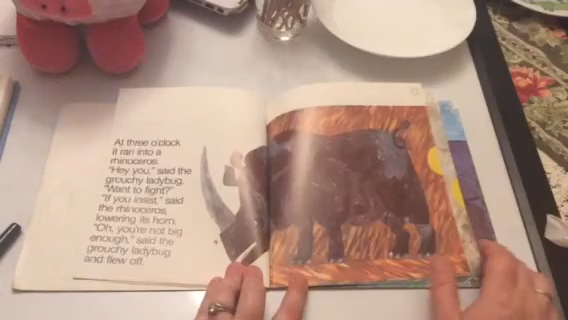 At three o'clock
it ran into a
rhinoceros.
"Hey you," said the
grouchy ladybug.
"Want to fight?"
"If you insist," said
the rhinoceros,
lowering its horn.
"Oh, you're not big
enough," said the
grouchy ladybug
and flew off.